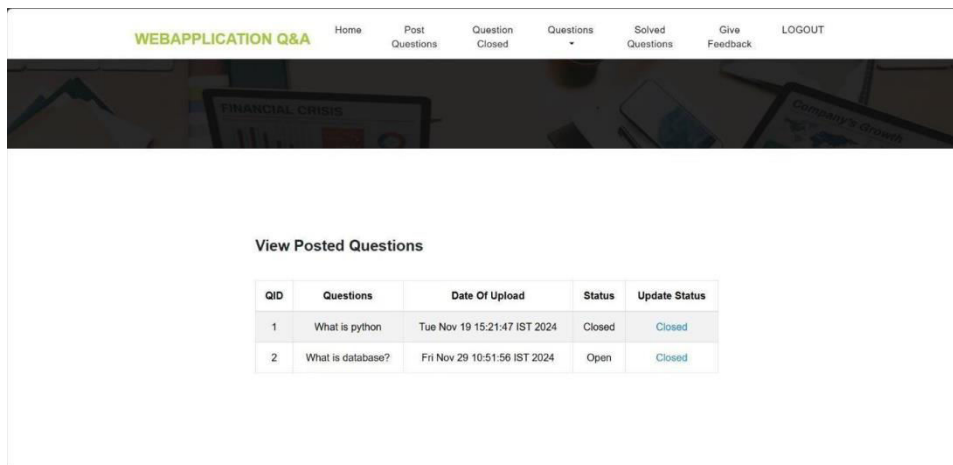 WEBAPPLICATION Q&A
Home
Post Questions
Question Closed
Questions
Solved Questions
Give Feedback
LOGOUT
FINANCIAL CRISIS
Company's Growth
View Posted Questions
QID Questions Date Of Upload Status Update Status
1 What is python Tue Nov 19 15:21:47 IST 2024 Closed Closed
2 What is database? Fri Nov 29 10:51:56 IST 2024 Open Closed